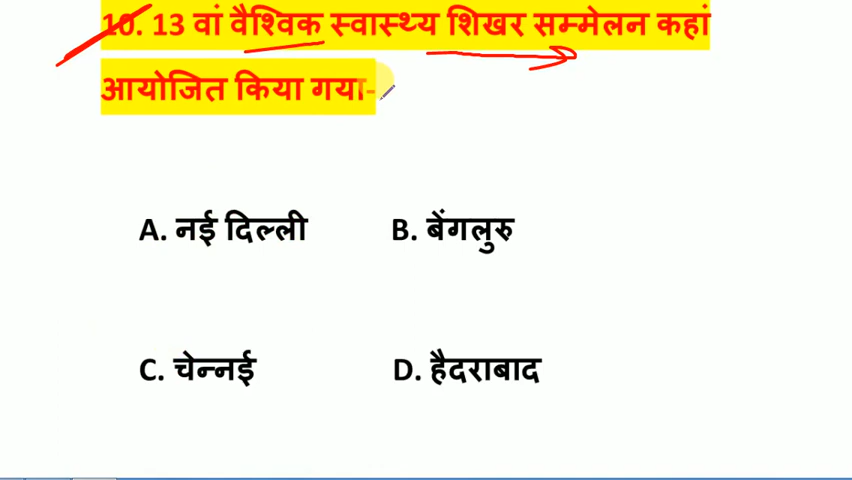 10. 13 वां वैश्विक स्वास्थ्य शिखर सम्मेलन कहां
आयोजित किया गया-
A. नई दिल्ली B. बेंगलुरु
C. चेन्नई D. हैदराबाद